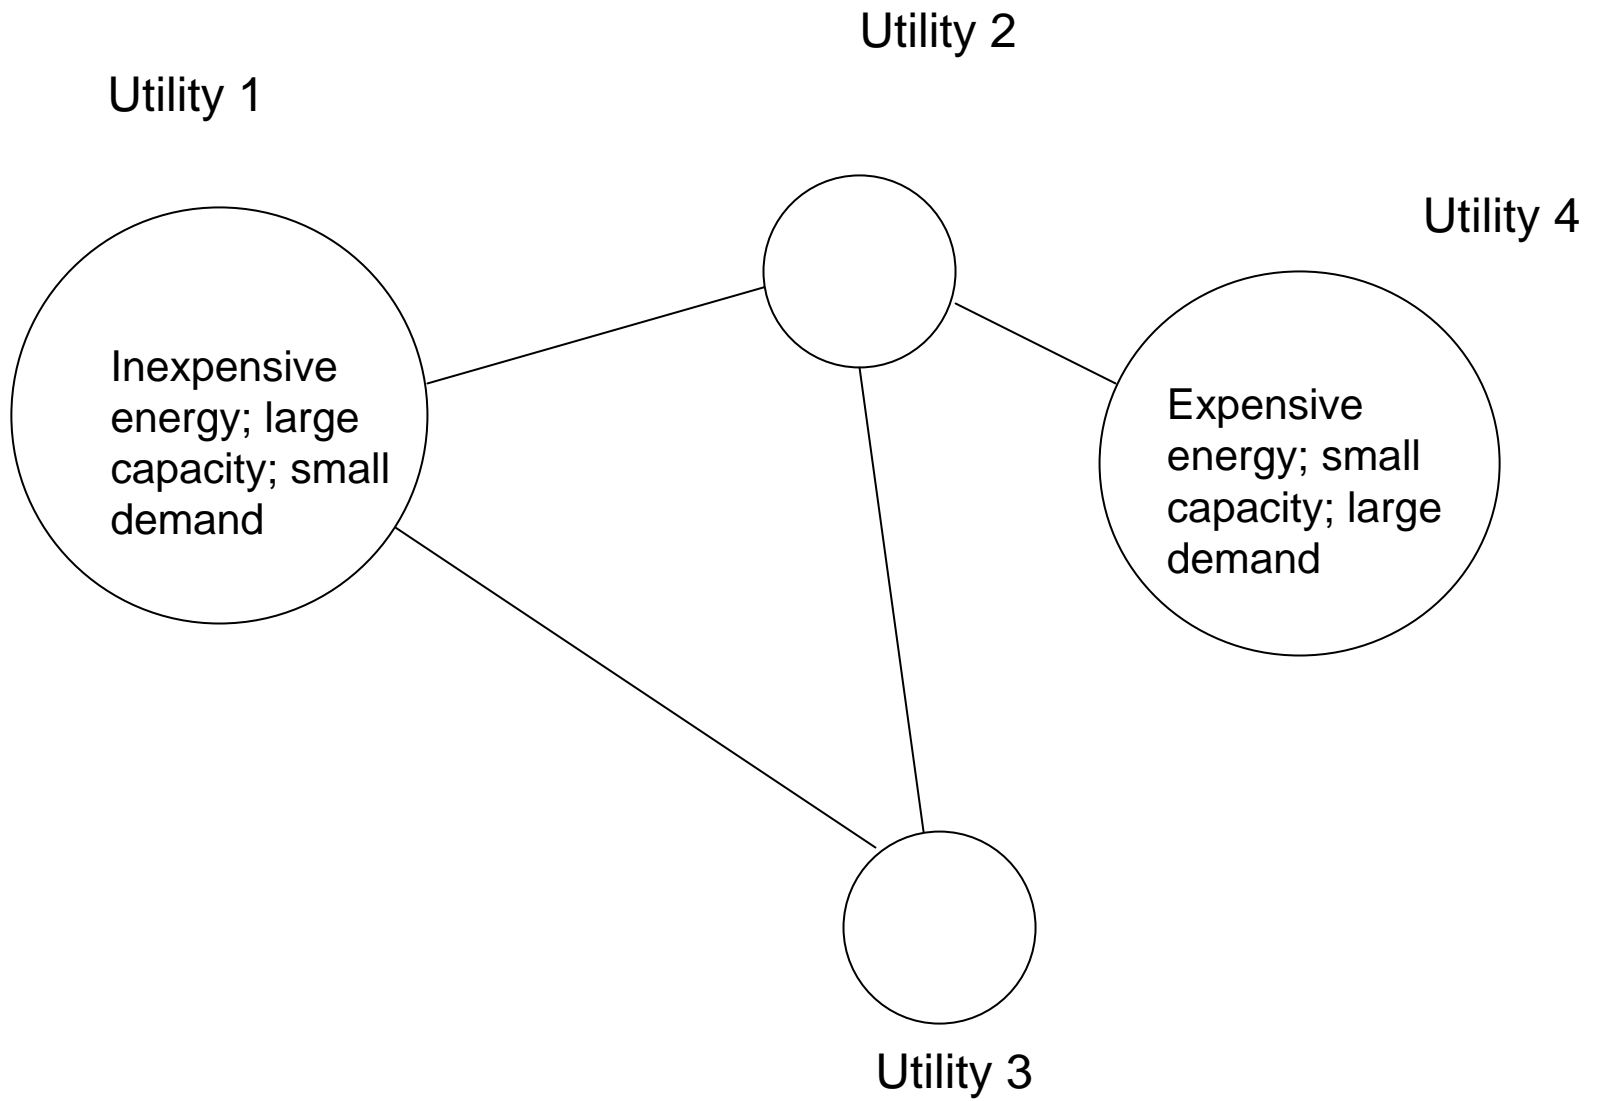 Utility 2
Utility 1
Utility 4
Inexpensive
energy; large
capacity; small
demand
Expensive
energy; small
capacity; large
demand
Utility 3